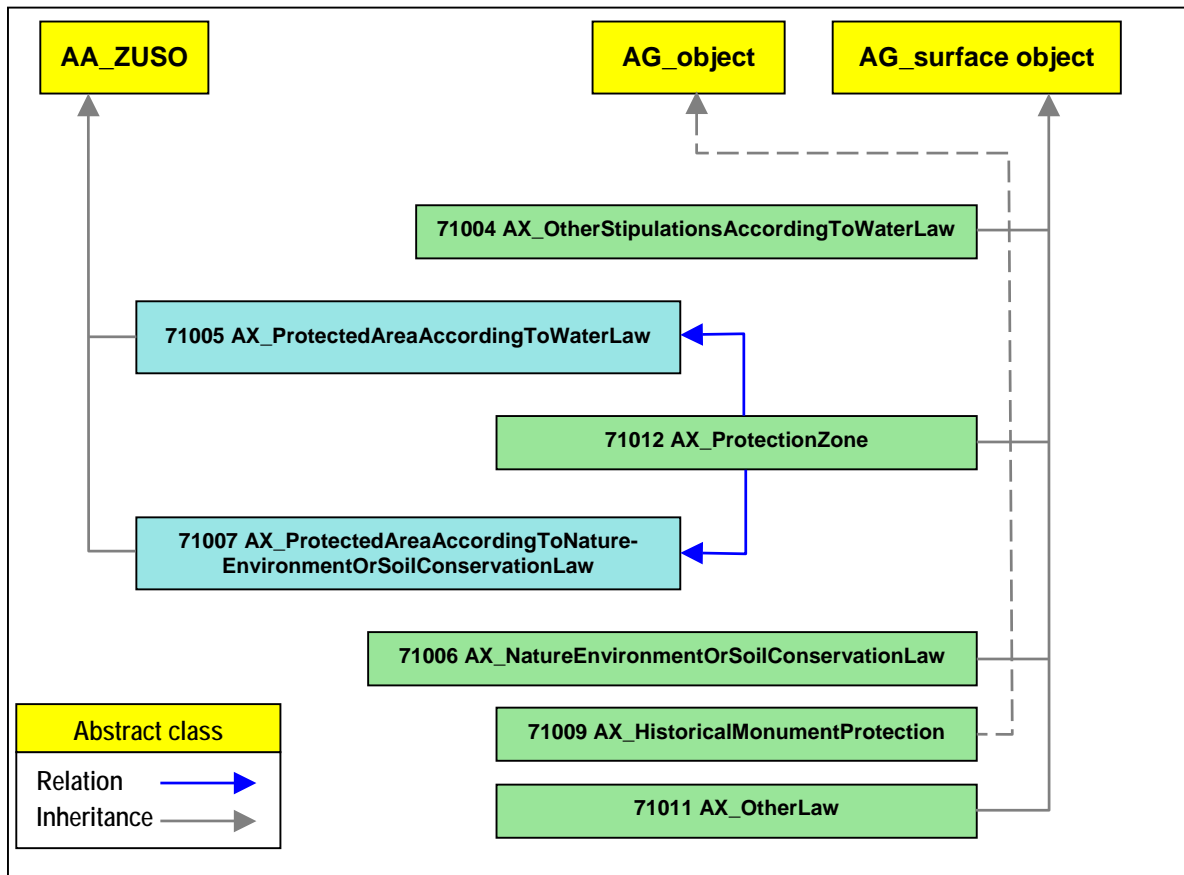 AA_ZUSO
AG_object
AG_surface object
71004 AX_OtherStipulationsAccordingToWaterLaw
71005 AX_ProtectedAreaAccordingToWaterLaw
71012 AX_ProtectionZone
71007 AX_ProtectedAreaAccordingToNature-
EnvironmentOrSoilConservationLaw
71006 AX_NatureEnvironmentOrSoilConservationLaw
71009 AX_HistoricalMonumentProtection
71011 AX_OtherLaw
Abstract class
Relation
Inheritance